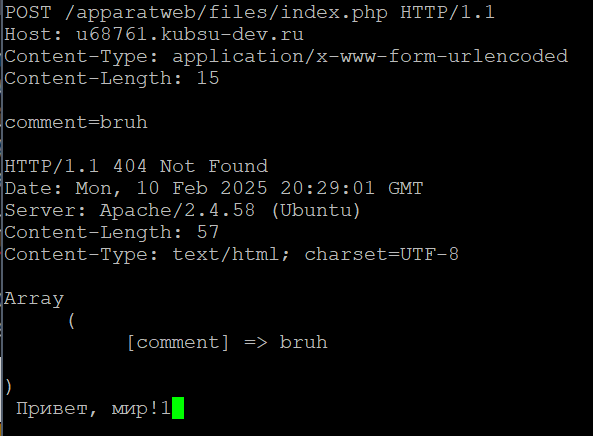 POST /apparatweb/files/index.php HTTP/1.1
Host: u68761.kubsu-dev.ru
Content-Type: application/x-www-form-urlencoded
Content-Length: 15

comment=bruh

HTTP/1.1 404 Not Found
Date: Mon, 10 Feb 2025 20:29:01 GMT
Server: Apache/2.4.58 (Ubuntu)
Content-Length: 57
Content-Type: text/html; charset=UTF-8

Array
(
[comment] => bruh

)
Привет, мир!1